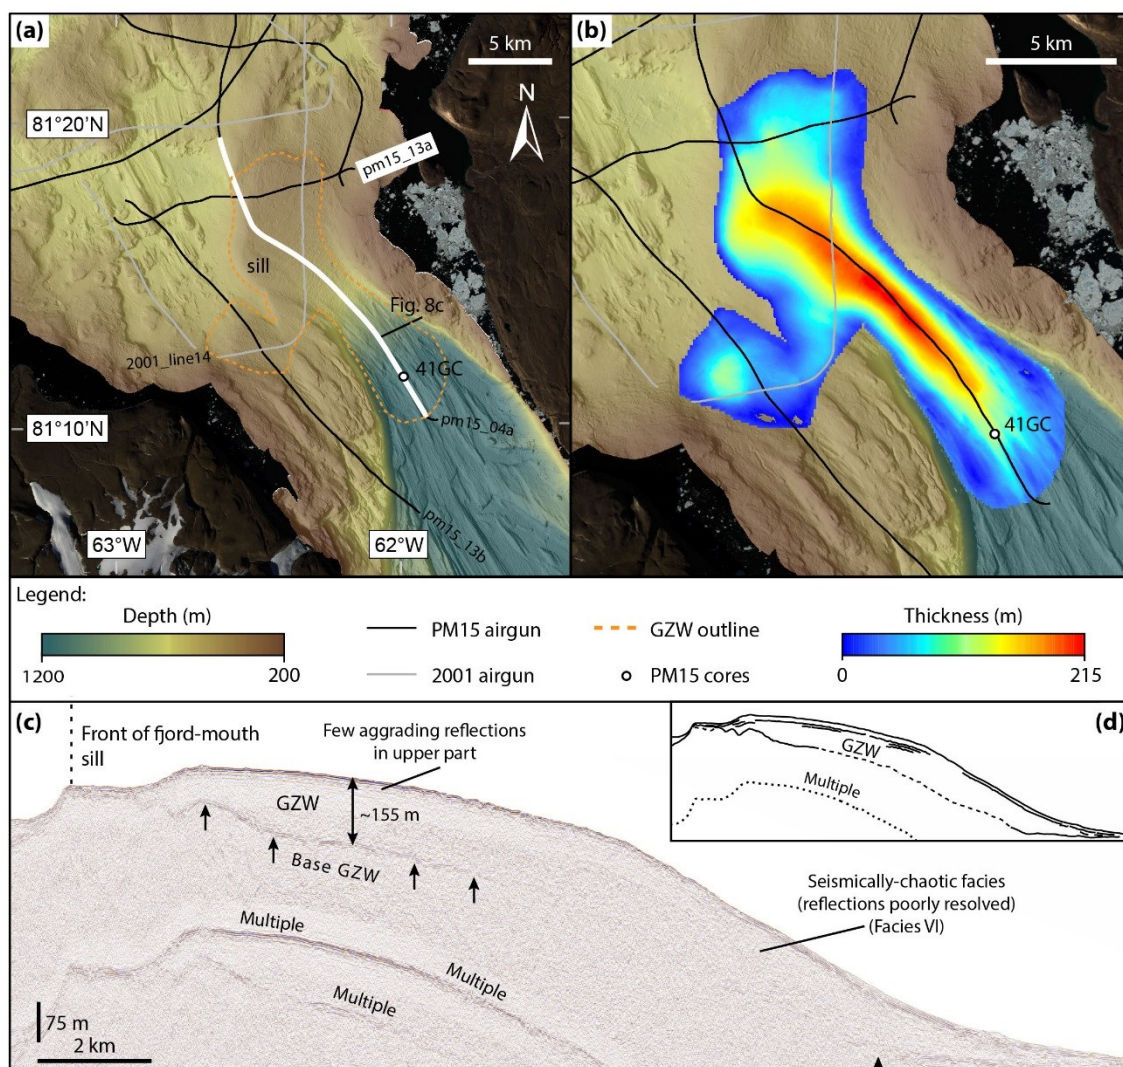 (a)
5 km
N
81°20'N
pm15_13a
sill
Fig. 8c
2001_line14
41GC
81°10'N
pm15_04a
pm15_13b
63°W
62°W
(b)
5 km
41GC
Legend:
Depth (m)
1200
200
PM15 airgun
2001 airgun
GZW outline
PM15 cores
Thickness (m)
0
215
(c)
Front of fjord-mouth
sill
Few aggrading reflections
in upper part
GZW
~155 m
Base GZW
Multiple
Multiple
Multiple
Seismically-chaotic facies
(reflections poorly resolved)
(Facies VI)
75 m
2 km
(d)
GZW
Multiple